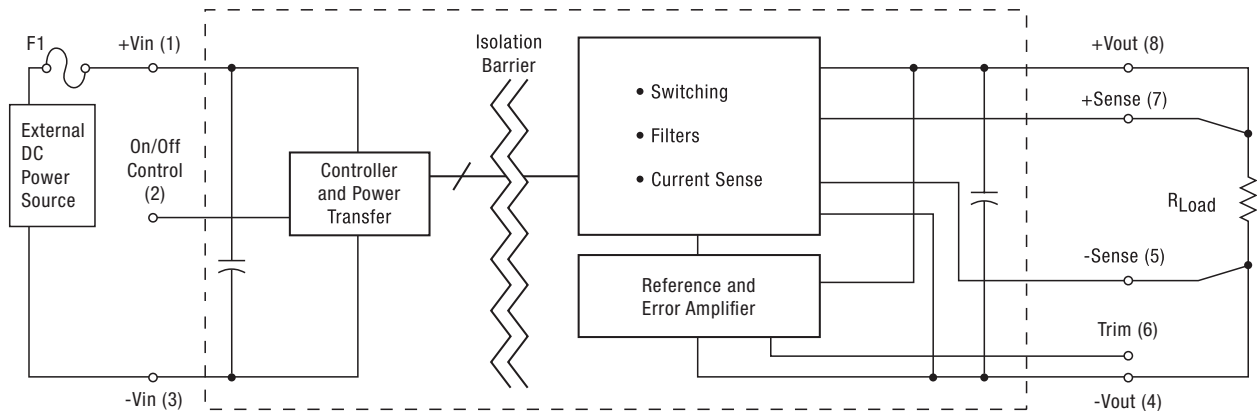 F1
+Vin (1)
External
DC
Power
Source
On/Off
Control
(2)
-Vin (3)
Controller
and Power
Transfer
Isolation
Barrier
• Switching
• Filters
• Current Sense
Reference and
Error Amplifier
+Vout (8)
+Sense (7)
RLoad
-Sense (5)
Trim (6)
-Vout (4)